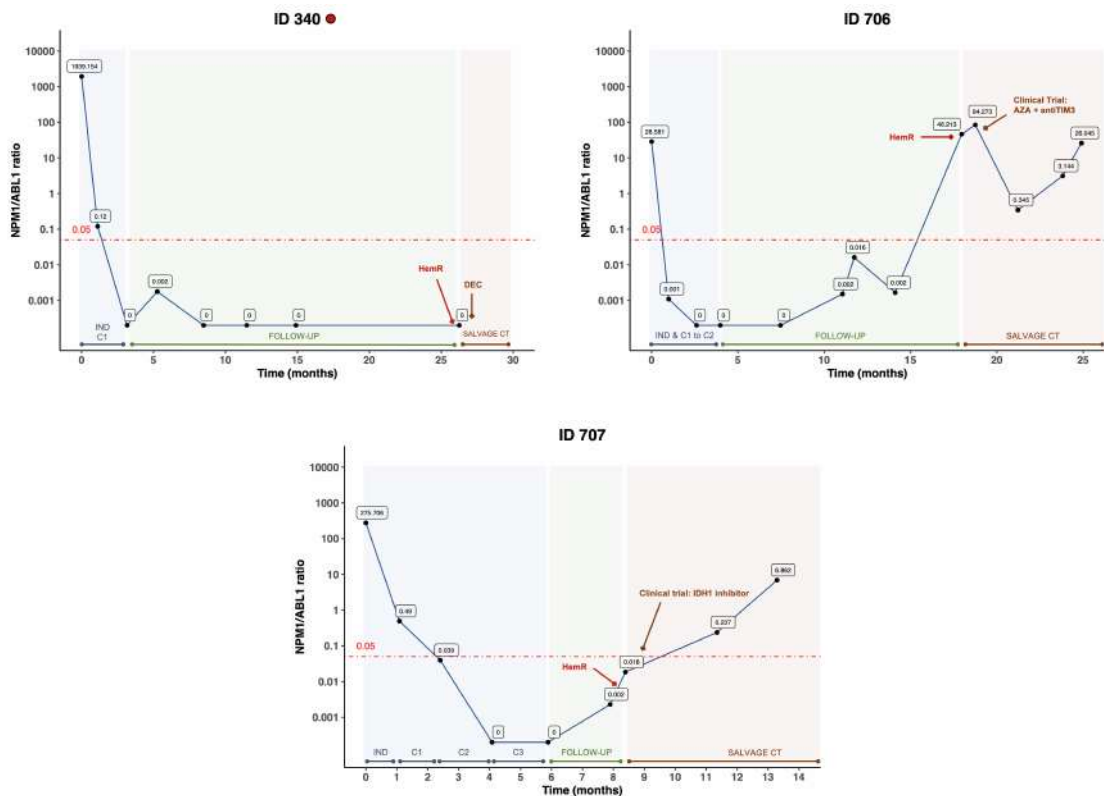 ID 340
NPM1/ABL1 ratio
10000
1000
100
10
1
0.1
0.01
0.001
1939.154
0.12
0.05
0
0.002
0
0
0
0
HemR
DEC
IND
C1
FOLLOW-UP
SALVAGE CT
0 5 10 15 20 25 30
Time (months)
ID 706
NPM1/ABL1 ratio
10000
1000
100
10
1
0.1
0.01
0.001
28.581
0.05
0.001
0
0
0
0.002
0.016
0.002
HemR
46.013
84.273
Clinical Trial:
AZA + antiTIM3
0.345
3.144
26.045
IND & C1 to C2
FOLLOW-UP
SALVAGE CT
0 5 10 15 20 25
Time (months)
ID 707
NPM1/ABL1 ratio
10000
1000
100
10
1
0.1
0.01
0.001
275.706
0.49
0.05
0.039
0
0
0.002
HemR
0.018
Clinical trial: IDH1 inhibitor
0.237
6.862
IND C1 C2 C3 FOLLOW-UP SALVAGE CT
0 1 2 3 4 5 6 7 8 9 10 11 12 13 14
Time (months)